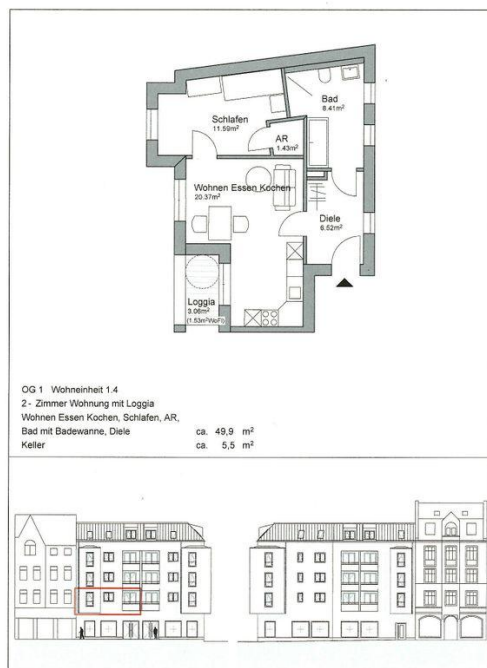 Schlafen
11.59m²
Bad
8.41m²
AR
1.43m²
Wohnen Essen Kochen
20.37m²
Diele
6.52m²
Loggia
3.06m²
(1.53m²WoFl)
OG 1 Wohneinheit 1.4
2 - Zimmer Wohnung mit Loggia
Wohnen Essen Kochen, Schlafen, AR,
Bad mit Badewanne, Diele ca. 49,9 m²
Keller ca. 5,5 m²